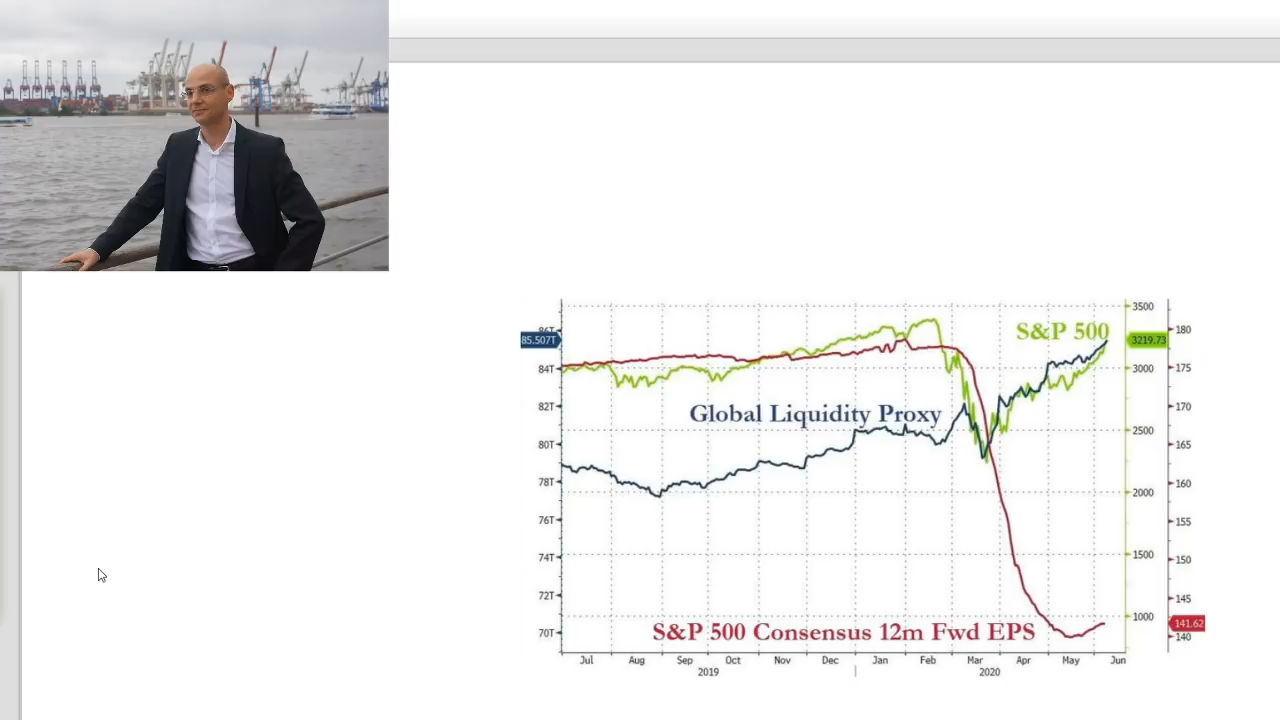 S&P 500
Global Liquidity Proxy
S&P 500 Consensus 12m Fwd EPS
86T
85.507T
84T
82T
80T
78T
76T
74T
72T
70T
3500
3219.73
3000
2500
2000
1500
1000
180
175
170
165
160
155
150
145
141.62
140
Jul Aug Sep Oct Nov Dec Jan Feb Mar Apr May Jun
2019 2020